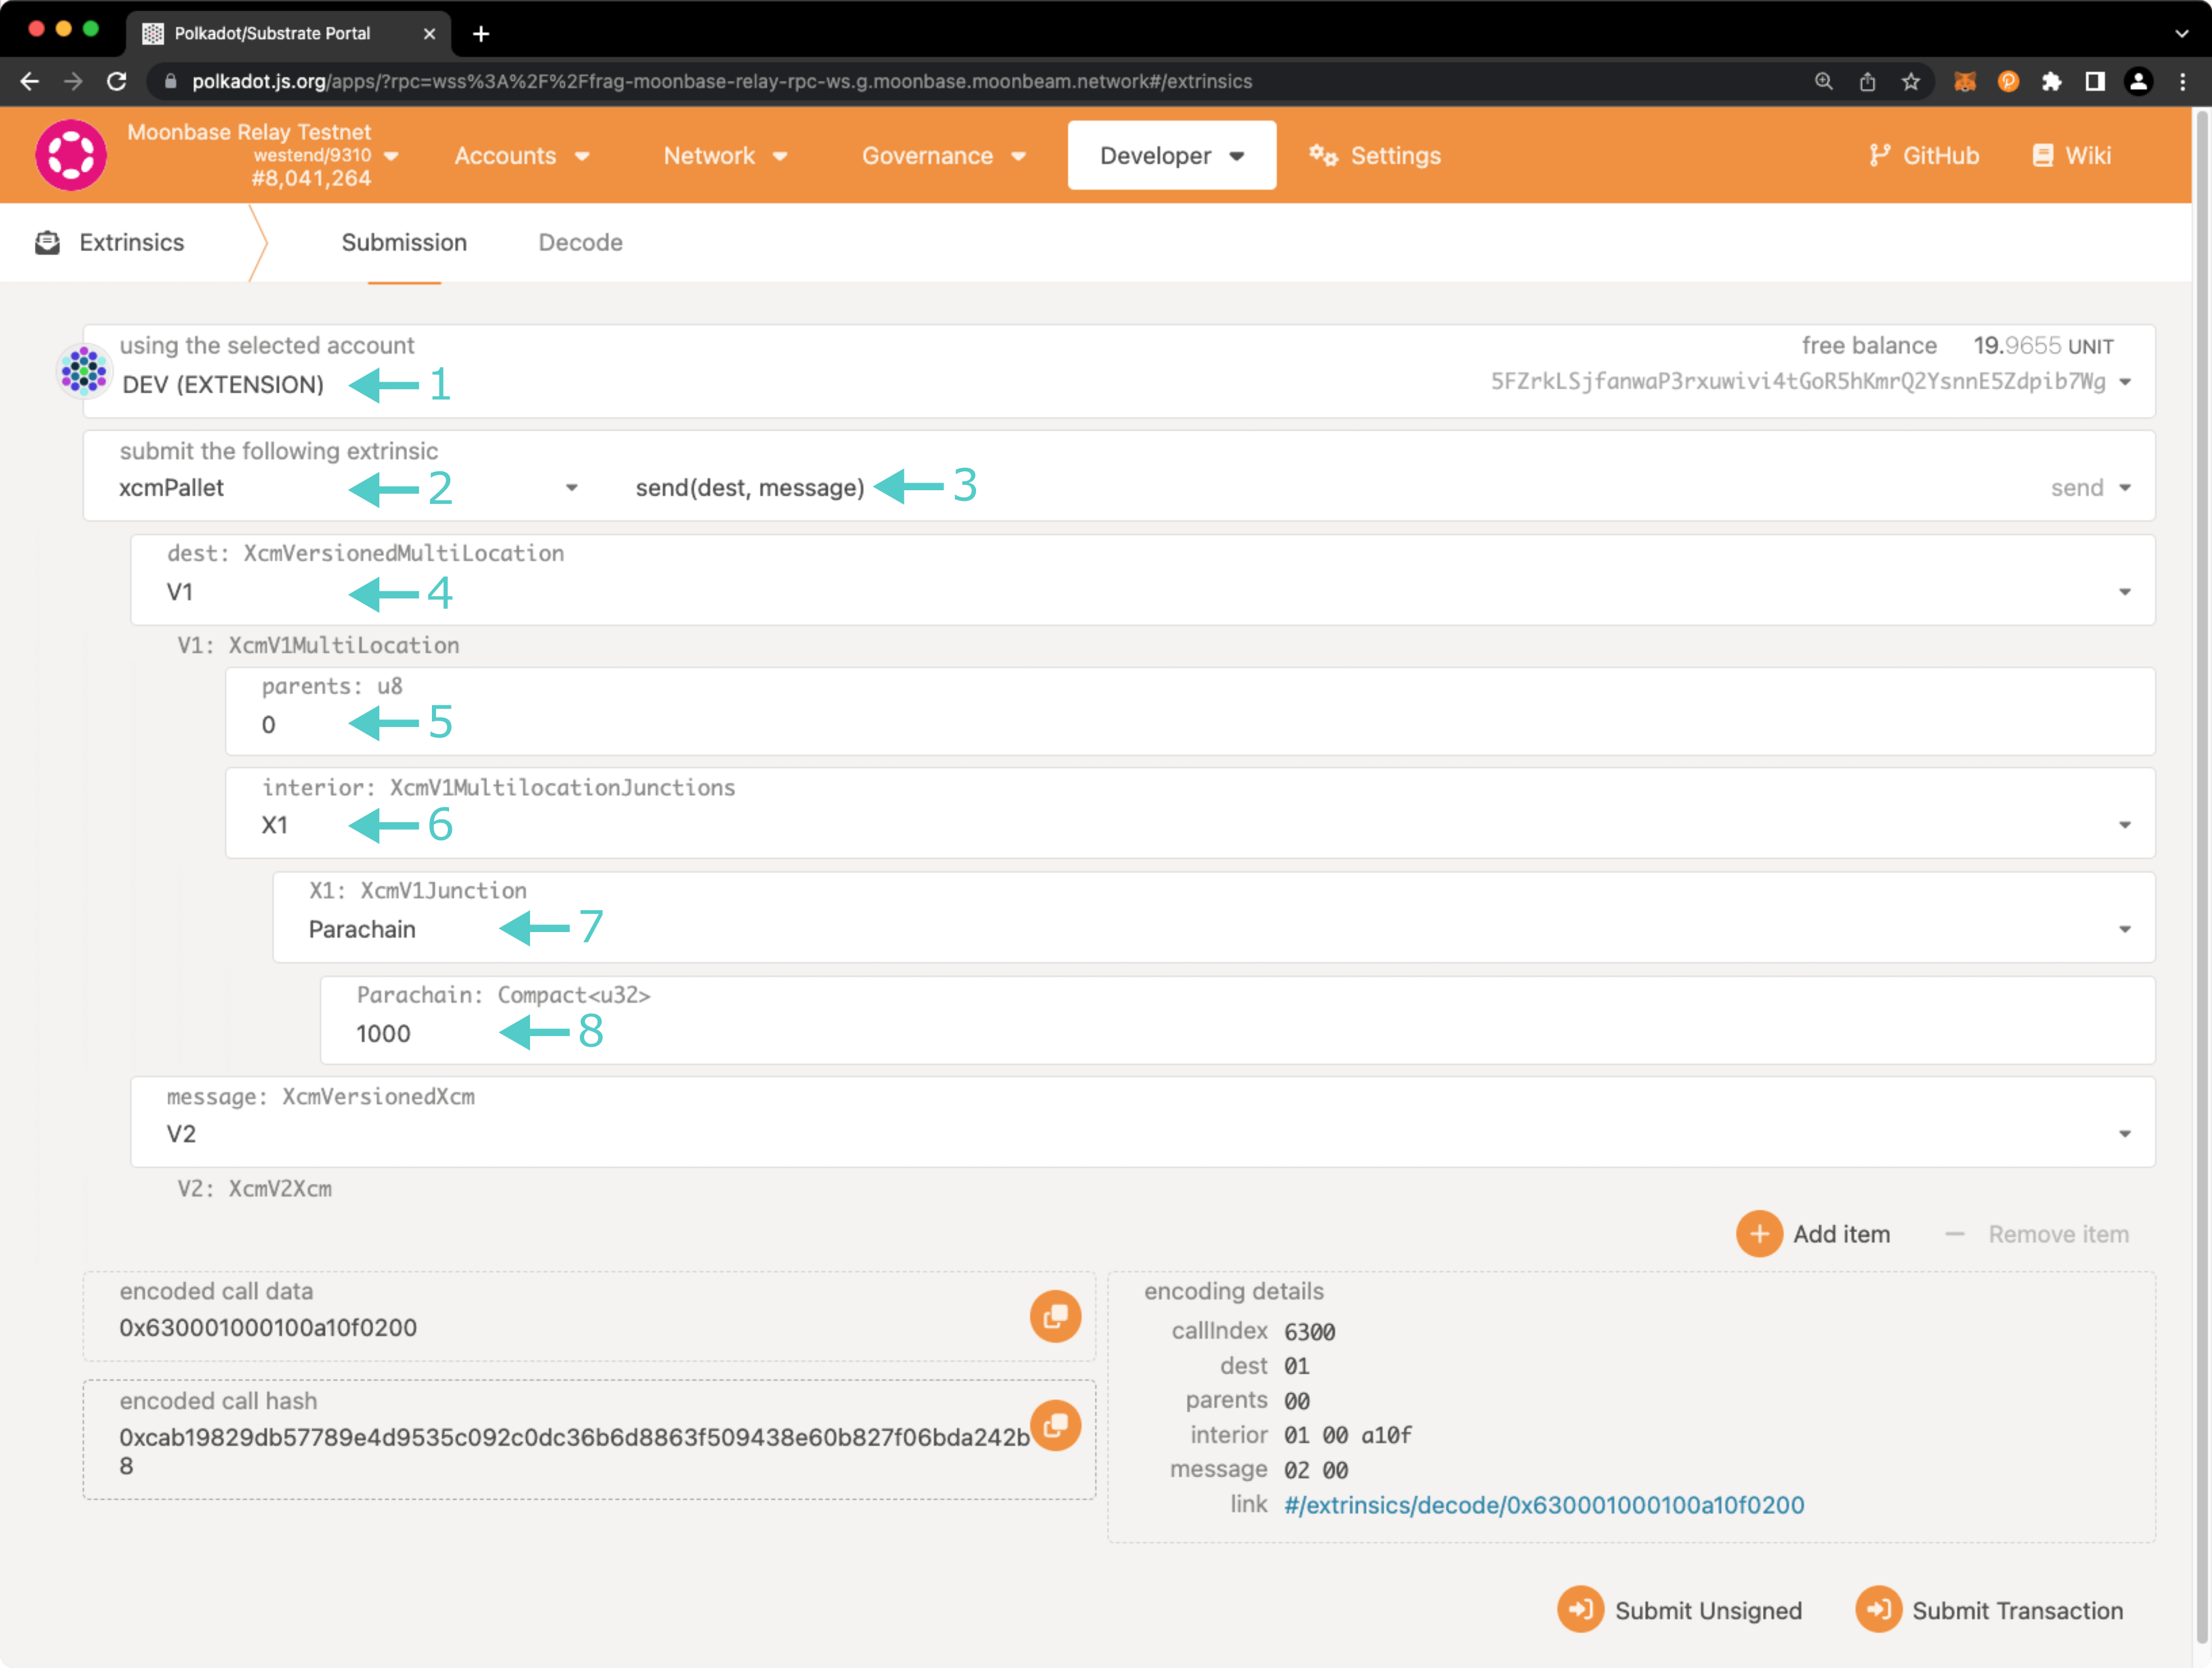 Polkadot/Substrate Portal
polkadot.js.org/apps/?rpc=wss%3A%2F%2Ffrag-moonbase-relay-rpc-ws.g.moonbase.moonbeam.network#/extrinsics
Moonbase Relay Testnet
westend/9310
#8,041,264
Accounts
Network
Governance
Developer
Settings
GitHub
Wiki
Extrinsics
Submission
Decode
using the selected account
free balance 19.9655 UNIT
DEV (EXTENSION) 1
5FZrkLSjfanwaP3rxuwivi4tGoR5hKmrQ2YsnnE5Zdpib7Wg
submit the following extrinsic
xcmPallet 2
send(dest, message) 3
send
dest: XcmVersionedMultiLocation
V1 4
V1: XcmV1MultiLocation
parents: u8
0 5
interior: XcmV1MultilocationJunctions
X1 6
X1: XcmV1Junction
Parachain 7
Parachain: Compact<u32>
1000 8
message: XcmVersionedXcm
V2
V2: XcmV2Xcm
Add item
Remove item
encoded call data
0x630001000100a10f0200
encoded call hash
0xcab19829db57789e4d9535c092c0dc36b6d8863f509438e60b827f06bda242b
8
encoding details
callIndex 6300
dest 01
parents 00
interior 01 00 a10f
message 02 00
link #/extrinsics/decode/0x630001000100a10f0200
Submit Unsigned
Submit Transaction